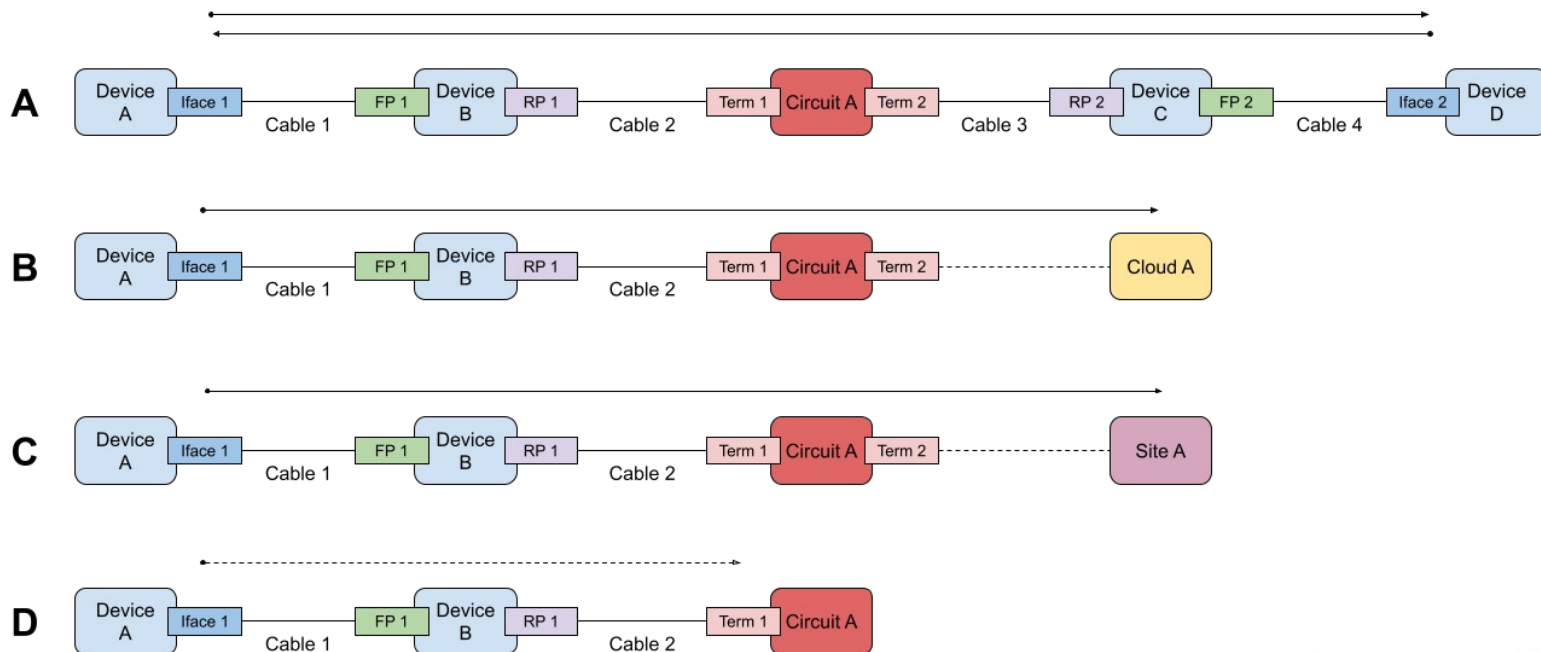 A
Device
A
Iface 1
Cable 1
FP 1
Device
B
RP 1
Cable 2
Term 1
Circuit A
Term 2
Cable 3
RP 2
Device
C
FP 2
Cable 4
Iface 2
Device
D
B
Device
A
Iface 1
Cable 1
FP 1
Device
B
RP 1
Cable 2
Term 1
Circuit A
Term 2
Cloud A
C
Device
A
Iface 1
Cable 1
FP 1
Device
B
RP 1
Cable 2
Term 1
Circuit A
Term 2
Site A
D
Device
A
Iface 1
Cable 1
FP 1
Device
B
RP 1
Cable 2
Term 1
Circuit A